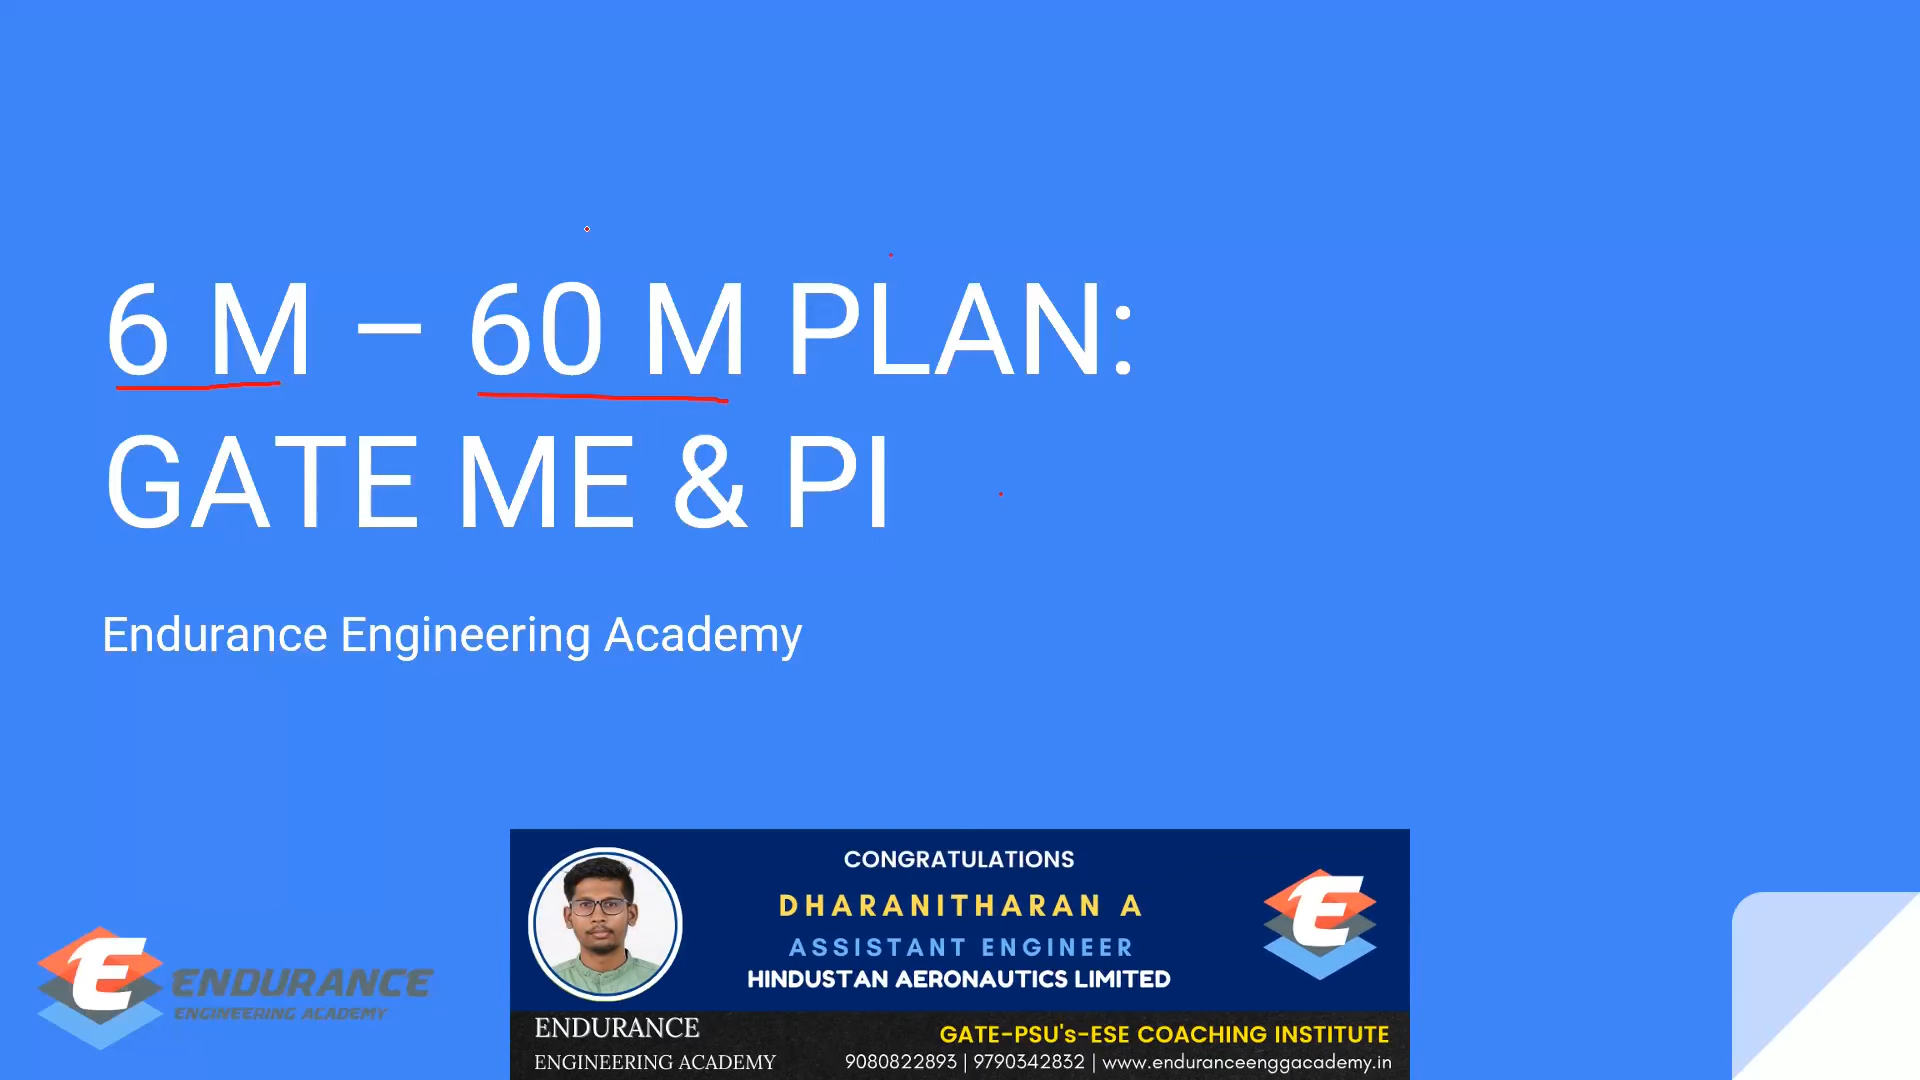 6 M – 60 M PLAN:
GATE ME & PI
Endurance Engineering Academy
CONGRATULATIONS
DHARANITHARAN A
ASSISTANT ENGINEER
HINDUSTAN AERONAUTICS LIMITED
E
E ENDURANCE
ENGINEERING ACADEMY
ENDURANCE
ENGINEERING ACADEMY
GATE-PSU's-ESE COACHING INSTITUTE
9080822893 | 9790342832 | www.enduranceenggacademy.in